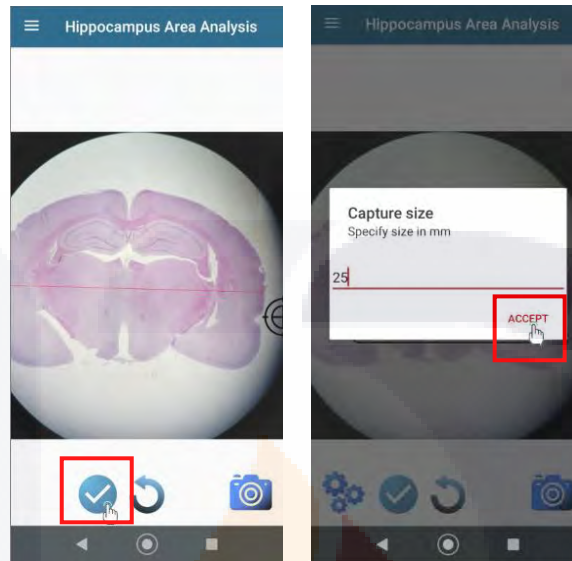 Hippocampus Area Analysis
Hippocampus Area Analysis
Capture size
Specify size in mm
25
ACCEPT